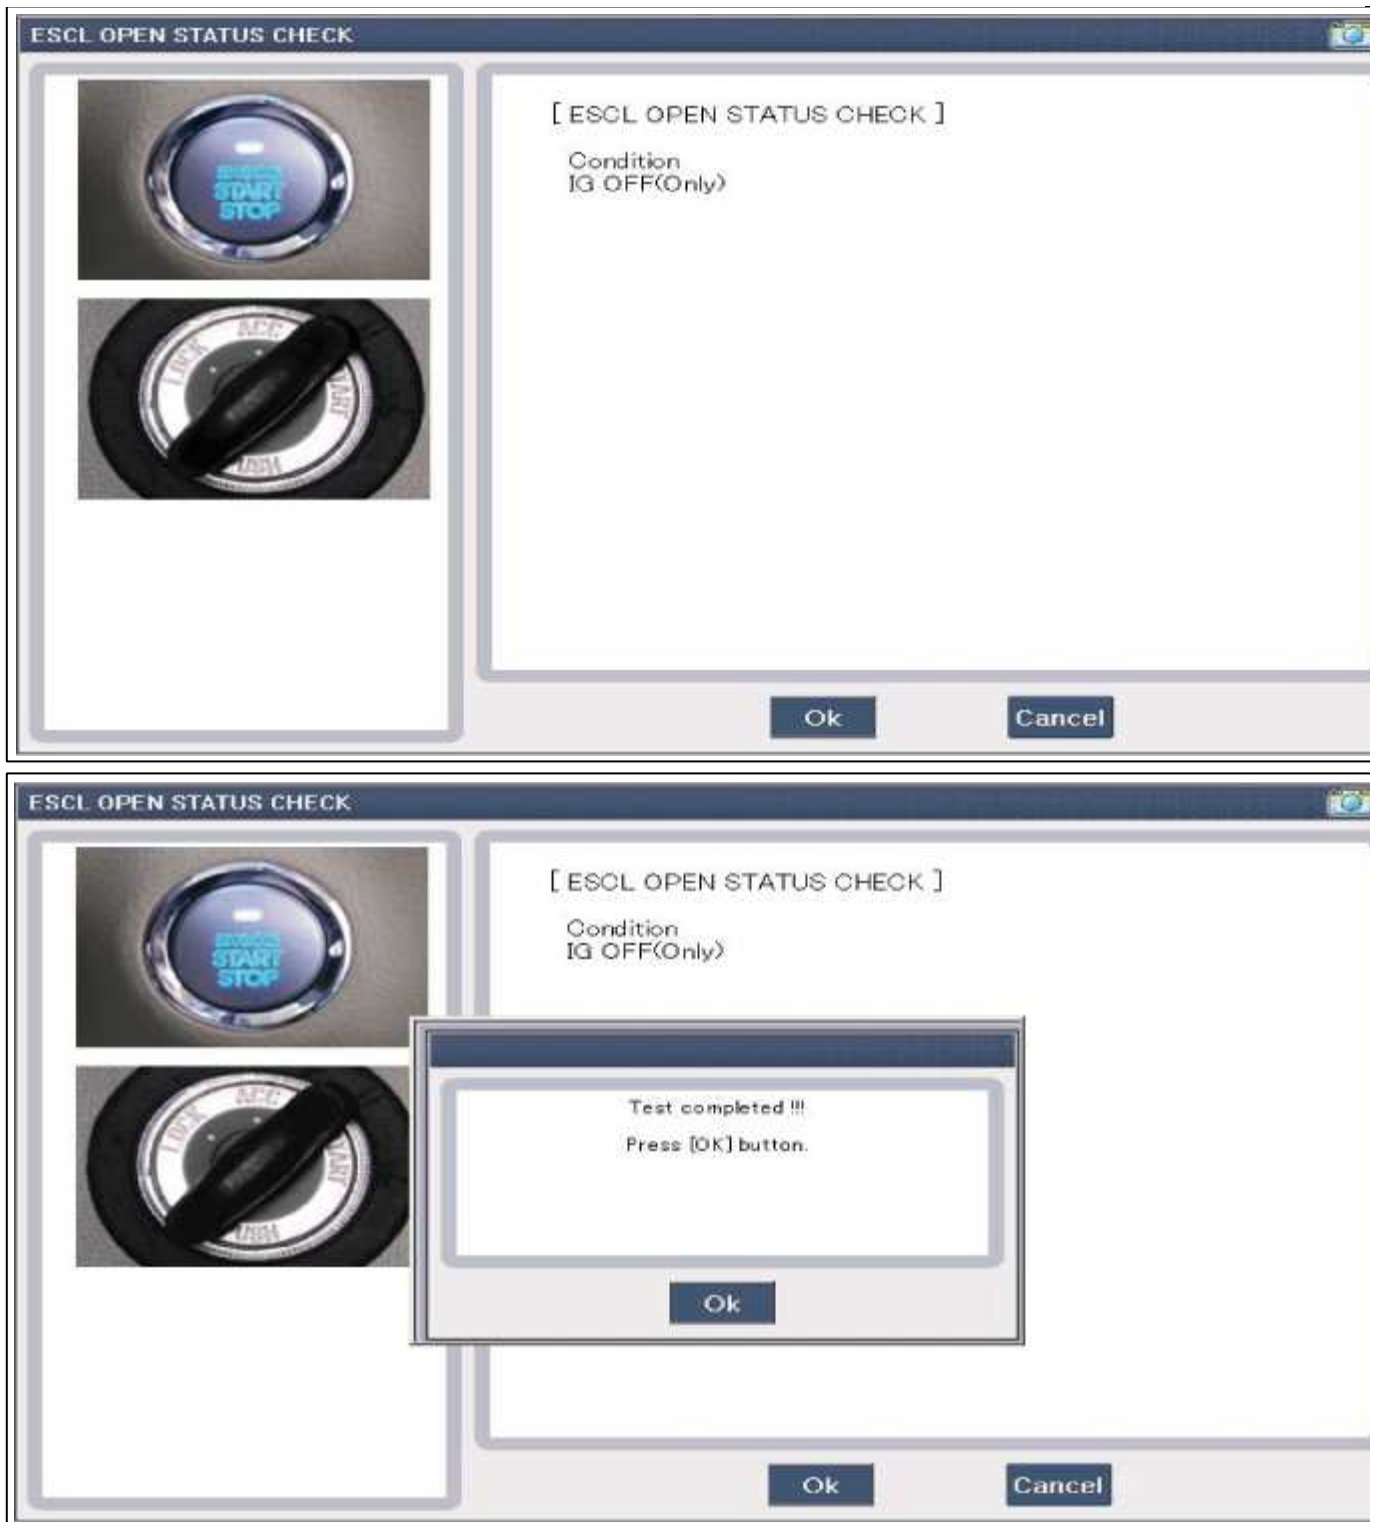 ESCL OPEN STATUS CHECK
START
STOP
LOCK
ACC
[ ESCL OPEN STATUS CHECK ]
Condition
IG OFF(Only)
Ok
Cancel
ESCL OPEN STATUS CHECK
START
STOP
LOCK
ACC
[ ESCL OPEN STATUS CHECK ]
Condition
IG OFF(Only)
Test completed !!!
Press [OK] button.
Ok
Ok
Cancel